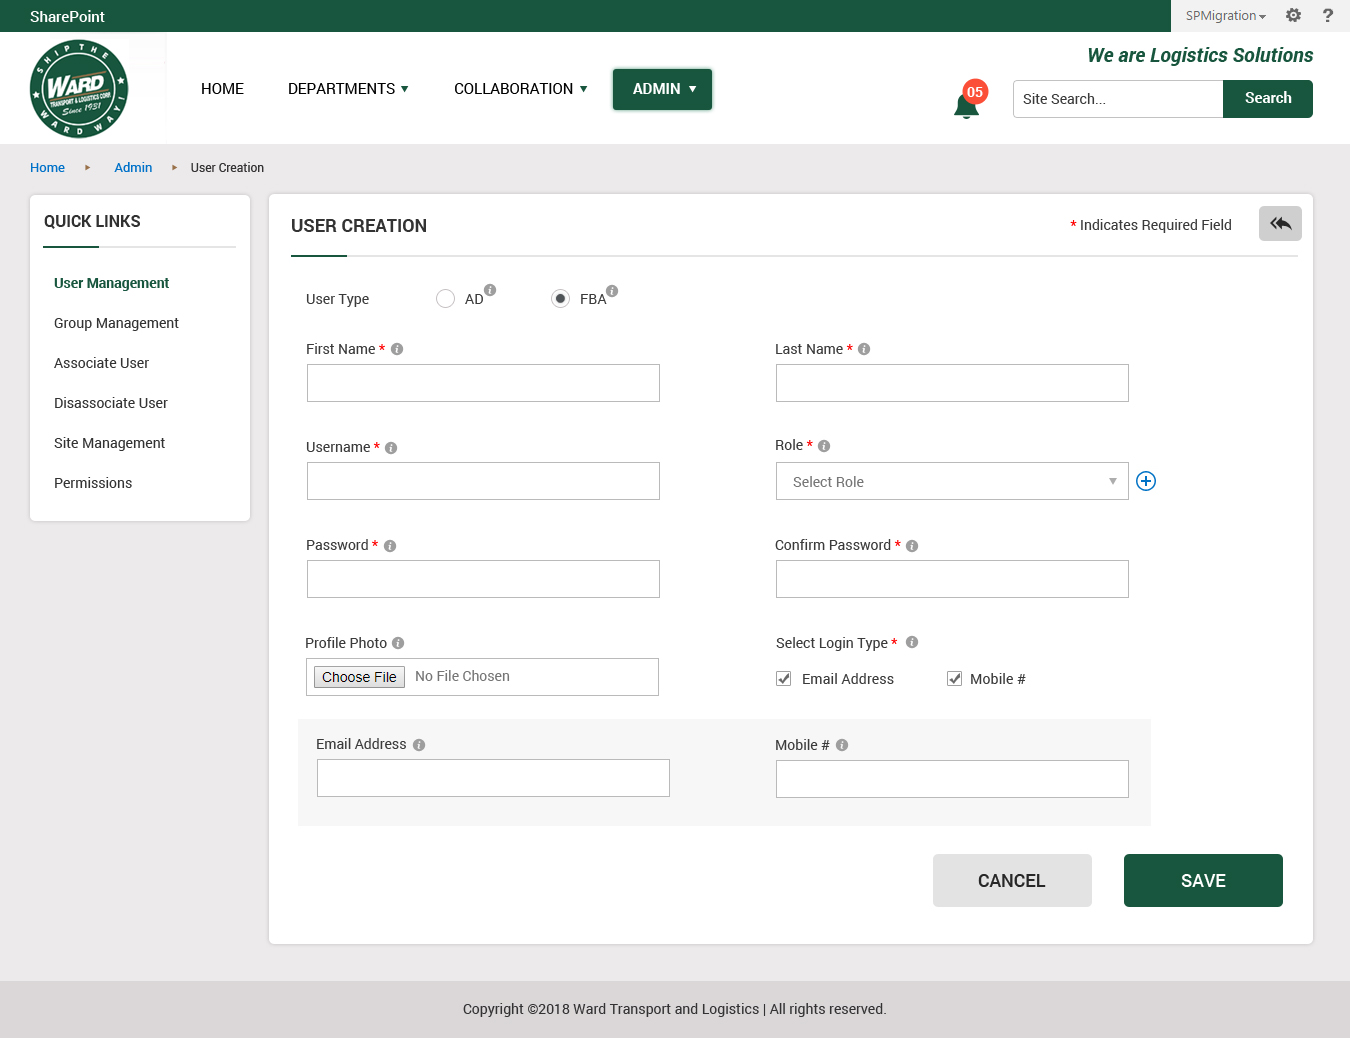 SharePoint
SPMigration
?
SHIP THE
WARD
TRANSPORT & LOGISTICS CORP.
Since 1931
WARD WAY!
HOME
DEPARTMENTS
COLLABORATION
ADMIN
We are Logistics Solutions
05
Site Search...
Search
Home
Admin
User Creation
QUICK LINKS
User Management
Group Management
Associate User
Disassociate User
Site Management
Permissions
USER CREATION
* Indicates Required Field
User Type
AD
FBA
First Name *
Last Name *
Username *
Role *
Select Role
Password *
Confirm Password *
Profile Photo
Choose File No File Chosen
Select Login Type *
Email Address
Mobile #
Email Address
Mobile #
CANCEL
SAVE
Copyright ©2018 Ward Transport and Logistics | All rights reserved.